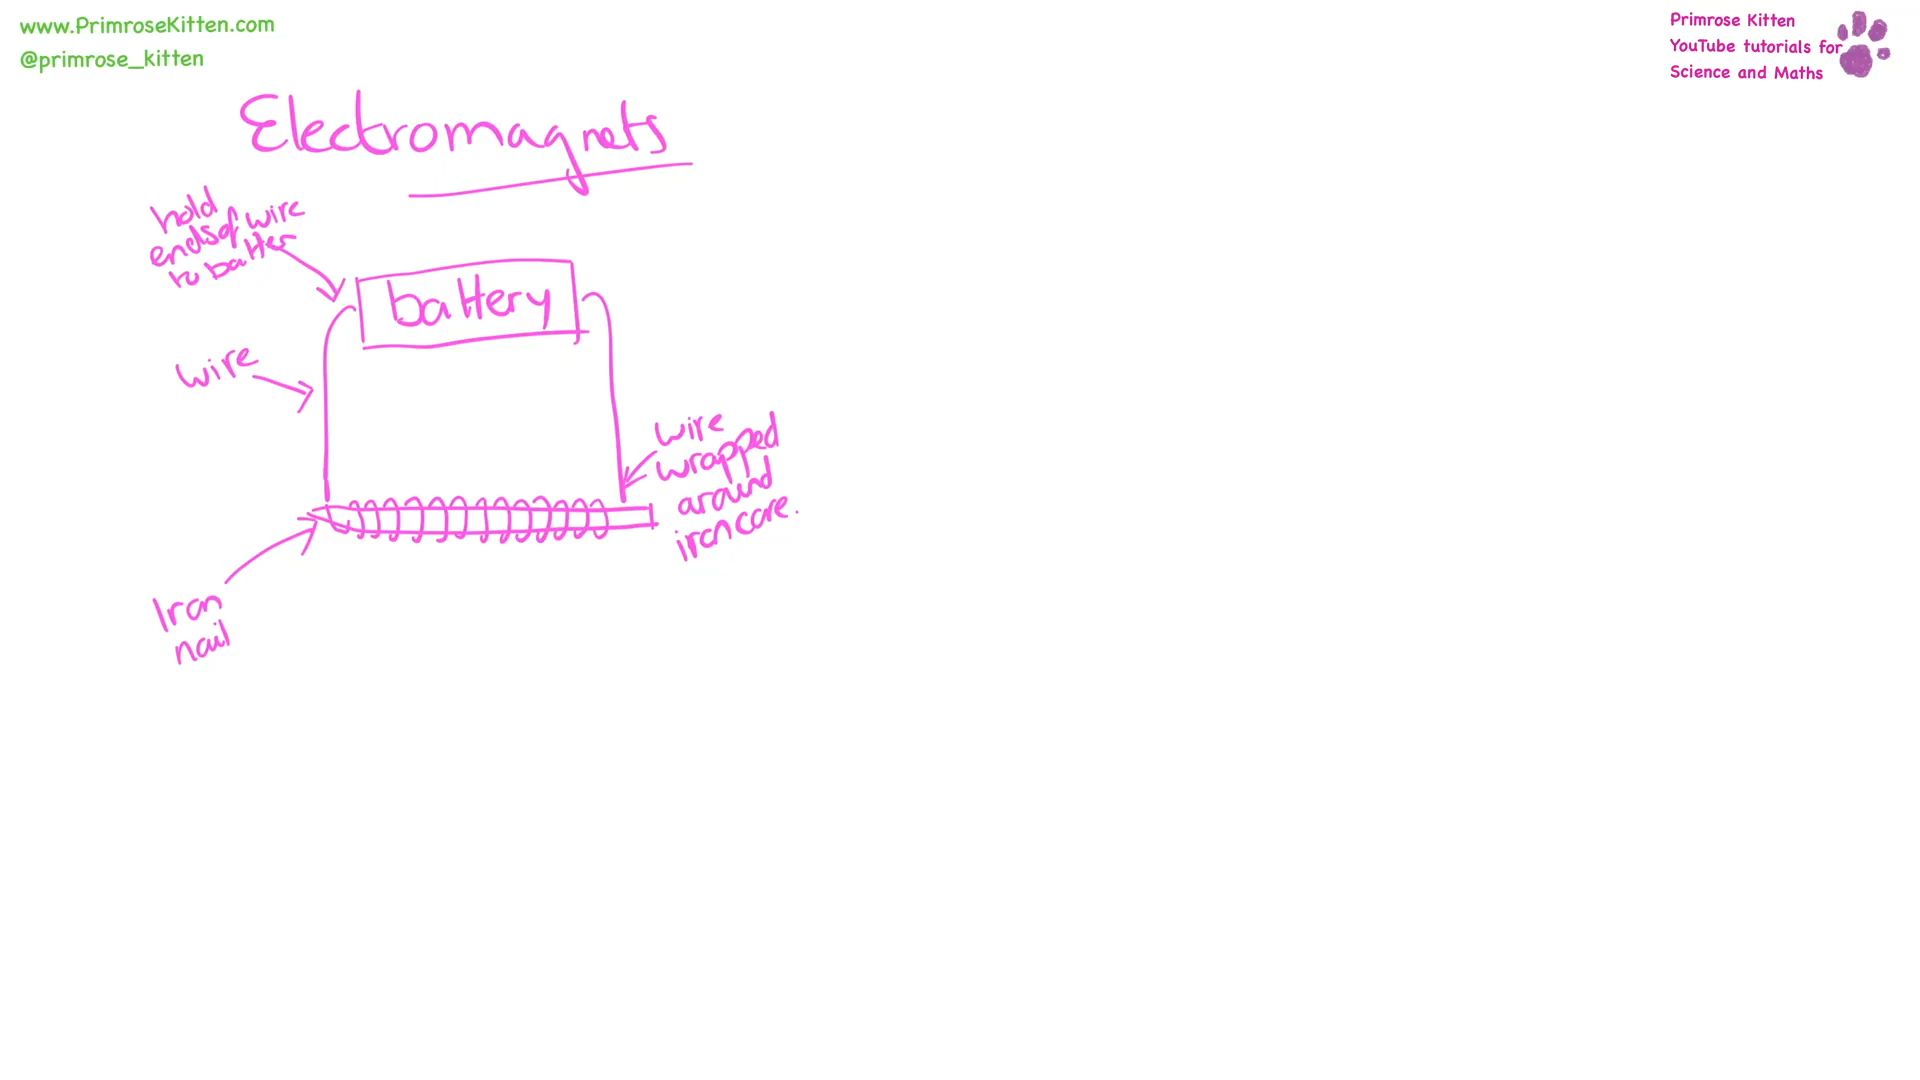 www.PrimroseKitten.com
@primrose_kitten
Primrose Kitten
YouTube tutorials for
Science and Maths
Electromagnets
hold
ends of wire
to batter
battery
wire
wire
wrapped
around
iron core.
Iron
nail